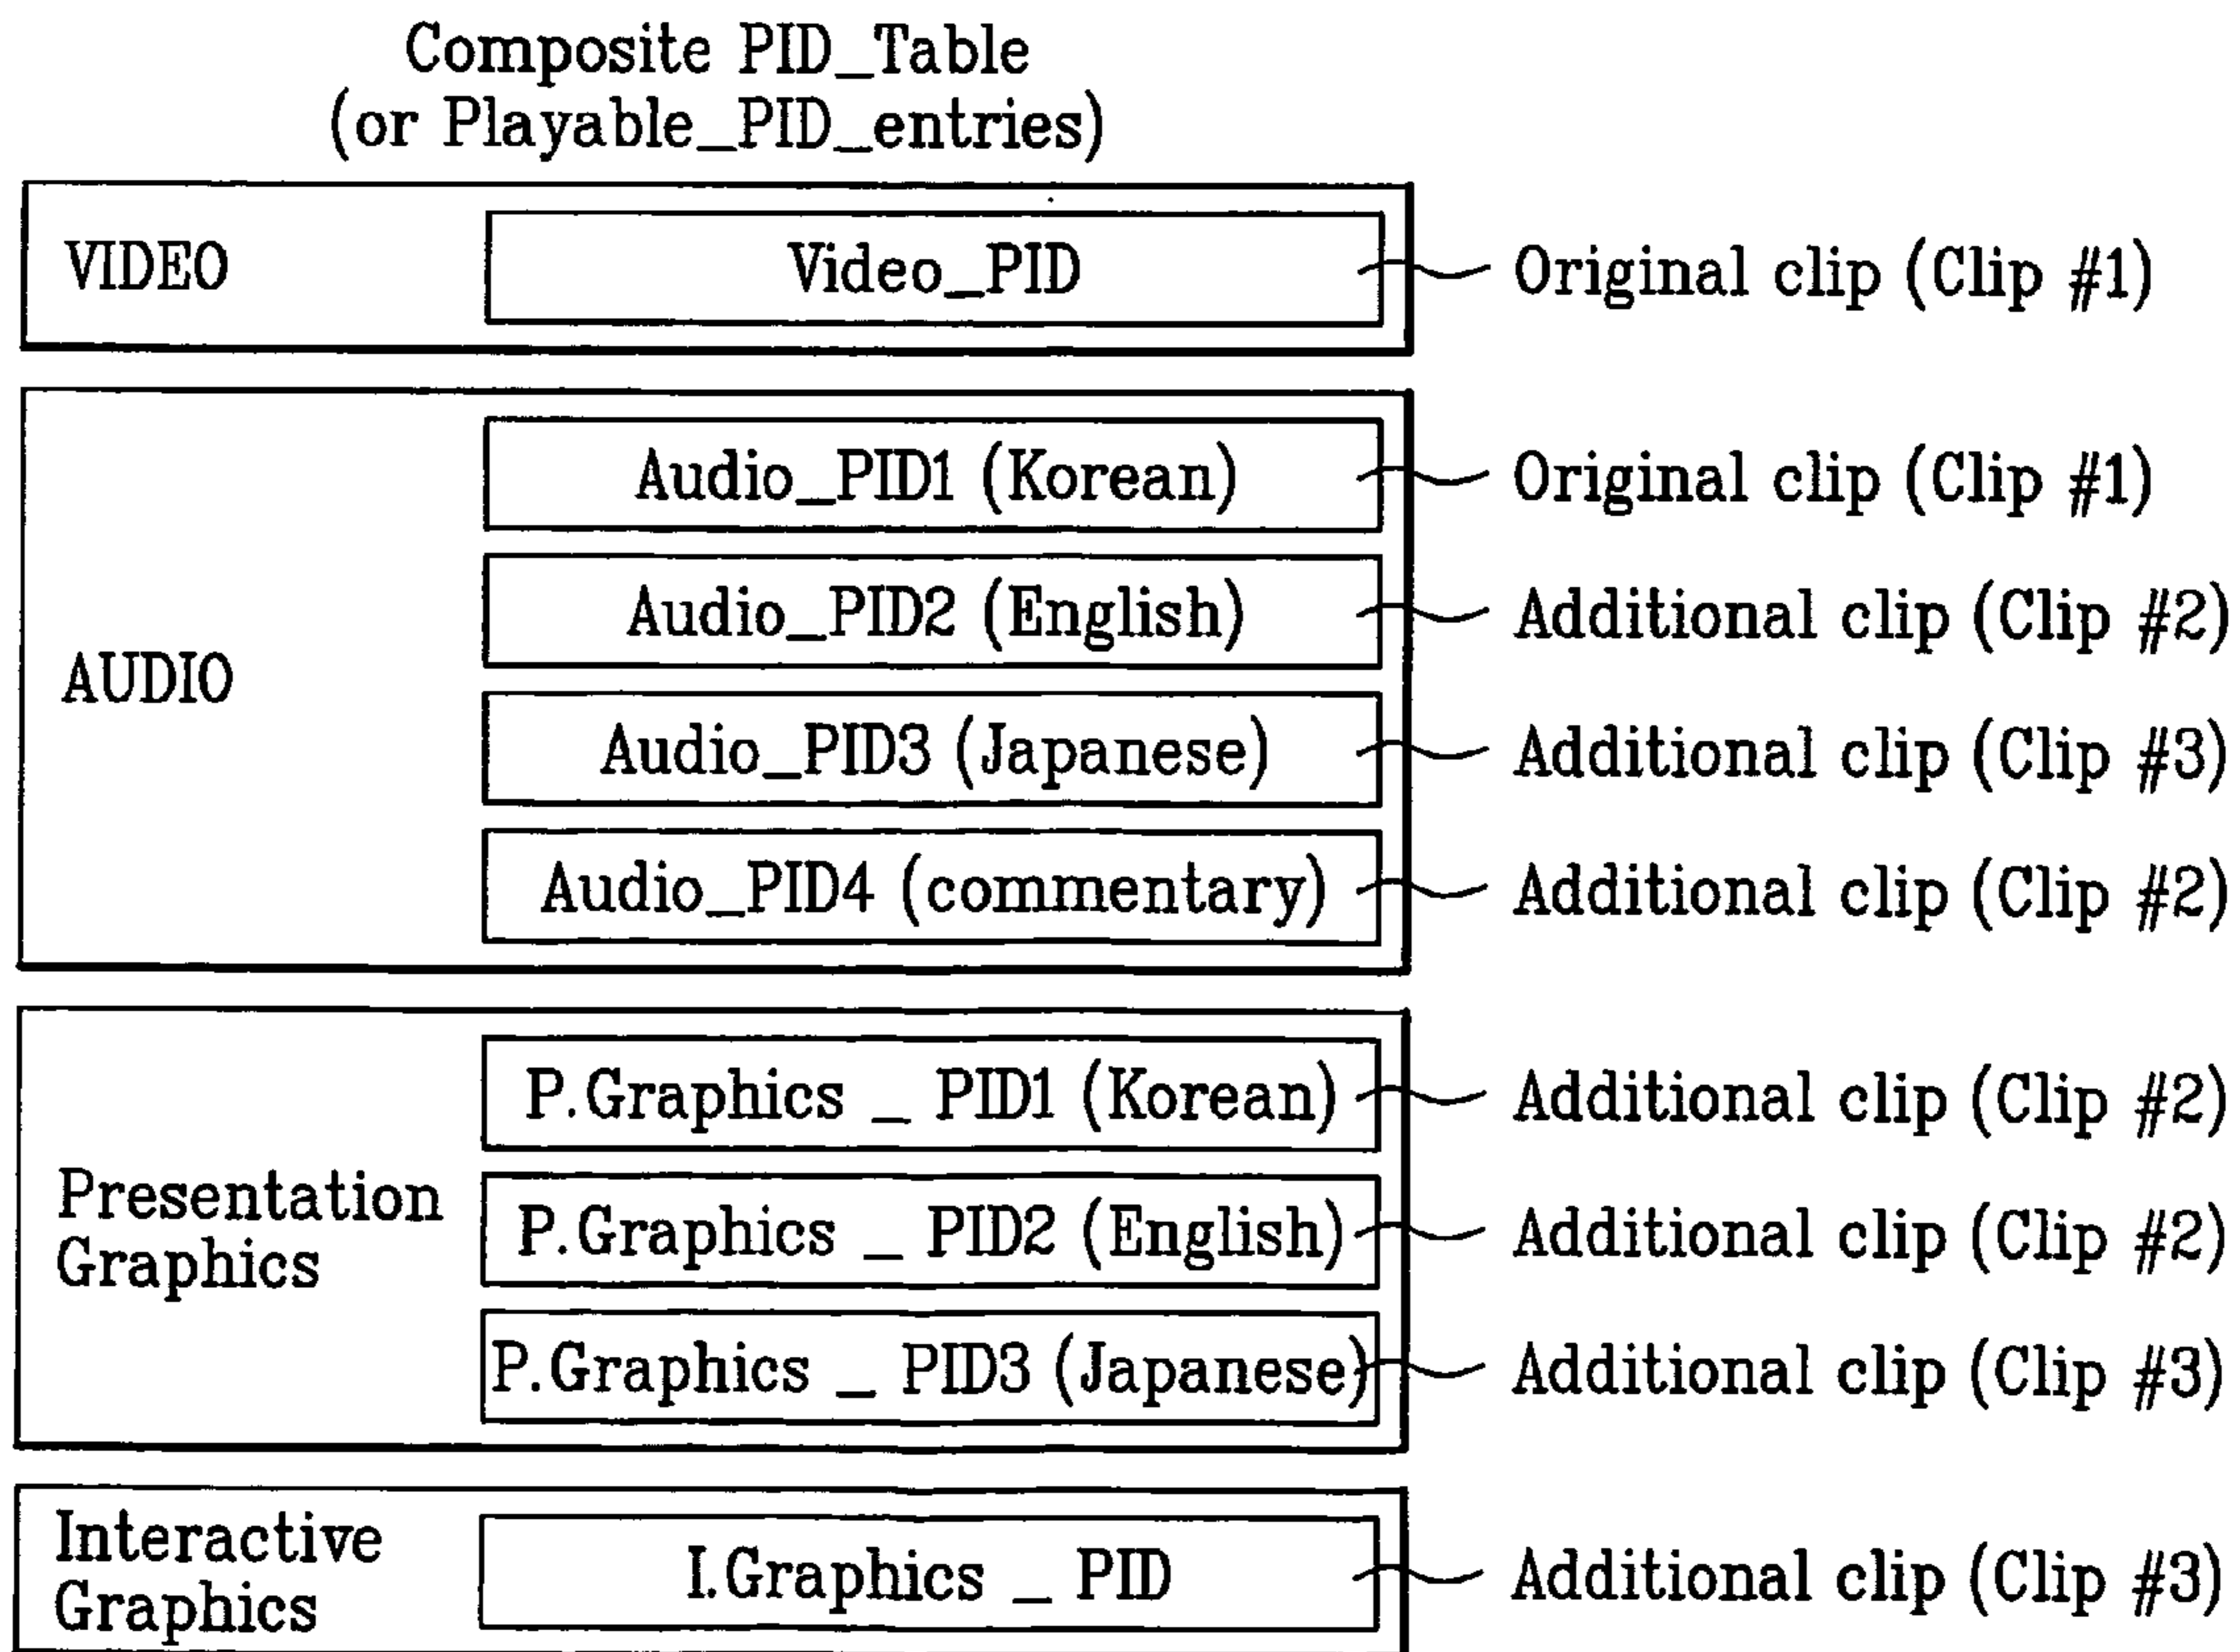 Composite PID_Table
(or Playable_PID_entries)
VIDEO
Video_PID
Original clip (Clip #1)
AUDIO
Audio_PID1 (Korean)
Original clip (Clip #1)
Audio_PID2 (English)
Additional clip (Clip #2)
Audio_PID3 (Japanese)
Additional clip (Clip #3)
Audio_PID4 (commentary)
Additional clip (Clip #2)
Presentation
Graphics
P.Graphics _ PID1 (Korean)
Additional clip (Clip #2)
P.Graphics _ PID2 (English)
Additional clip (Clip #2)
P.Graphics _ PID3 (Japanese)
Additional clip (Clip #3)
Interactive
Graphics
I.Graphics _ PID
Additional clip (Clip #3)